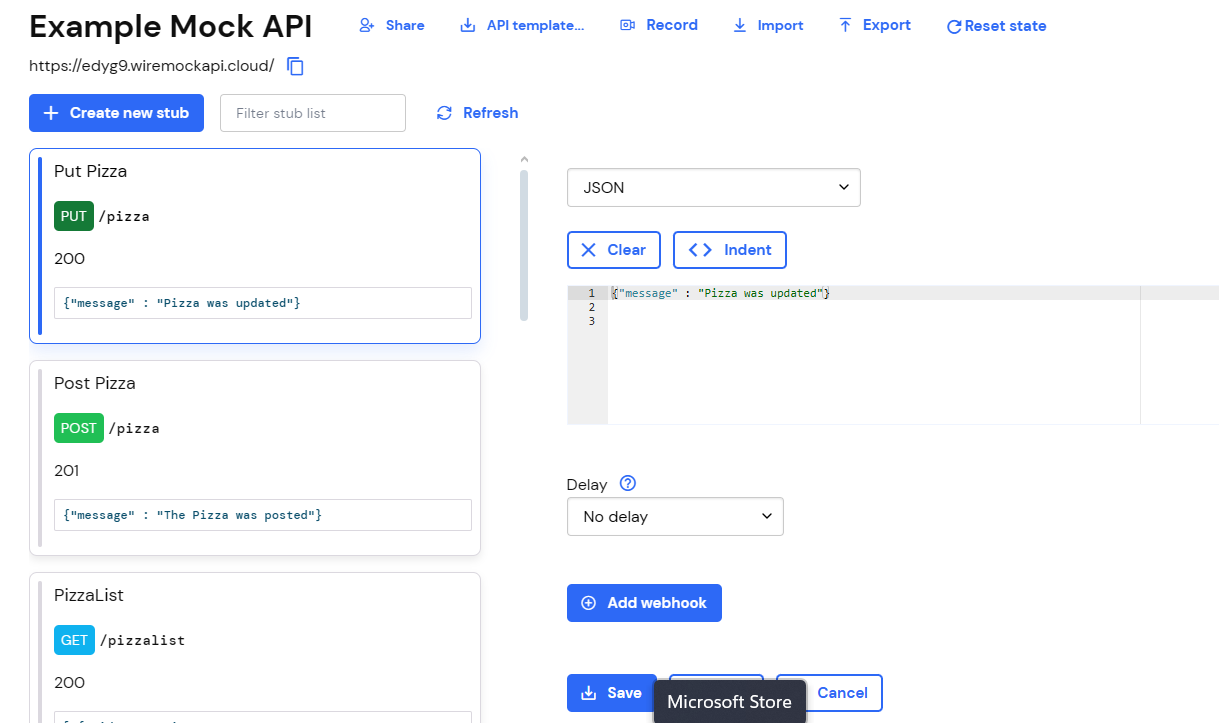 Example Mock API
Share
API template...
Record
Import
Export
Reset state
https://edyg9.wiremockapi.cloud/
Create new stub
Filter stub list
Refresh
Put Pizza
PUT /pizza
200
{"message" : "Pizza was updated"}
Post Pizza
POST /pizza
201
{"message" : "The Pizza was posted"}
PizzaList
GET /pizzalist
200
JSON
Clear
Indent
1 {"message" : "Pizza was updated"}
2
3
Delay
No delay
Add webhook
Save
Cancel
Microsoft Store